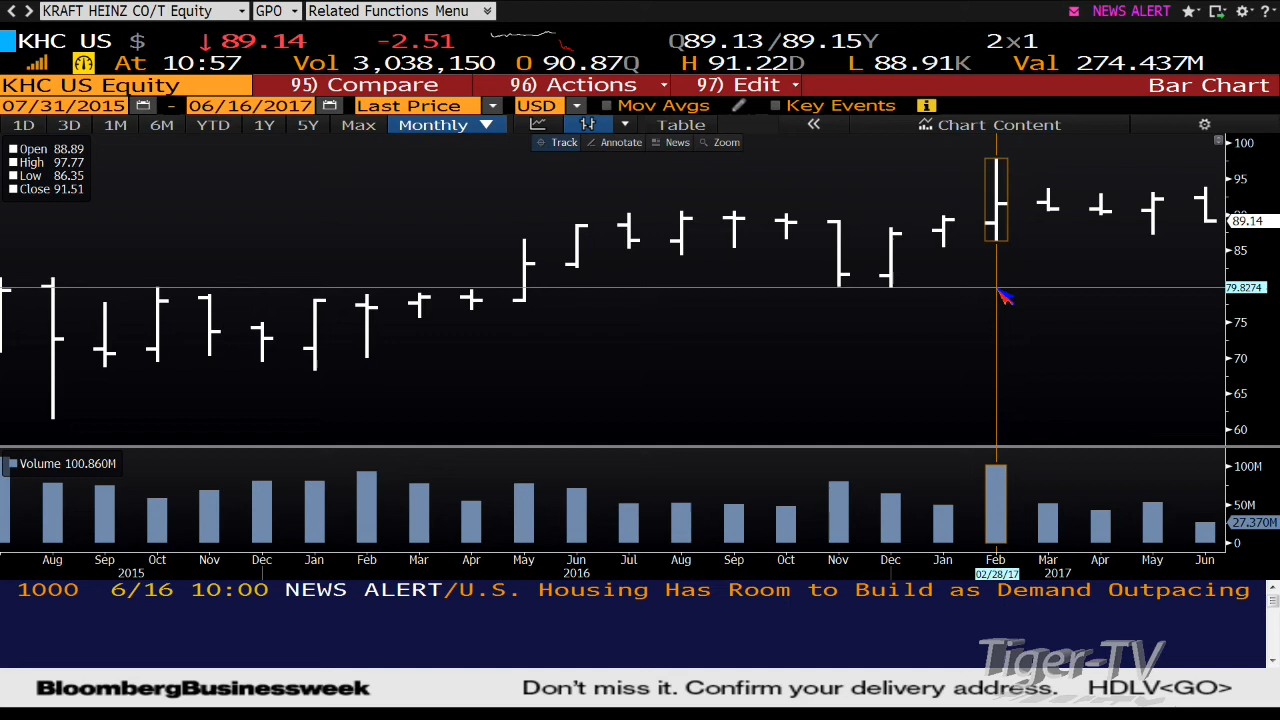 KRAFT HEINZ CO/T Equity GPO Related Functions Menu NEWS ALERT ?
KHC US $ ↓89.14 -2.51 Q89.13/89.15Y 2×1
At 10:57 Vol 3,038,150 O 90.87Q H 91.22D L 88.91K Val 274.437M
KHC US Equity 95) Compare 96) Actions 97) Edit Bar Chart
07/31/2015 - 06/16/2017 Last Price USD Mov Avgs Key Events i
1D 3D 1M 6M YTD 1Y 5Y Max Monthly ▼ Table « Chart Content
Track Annotate News Zoom
Open 88.89
High 97.77
Low 86.35
Close 91.51
100
95
90
89.14
85
79.8274
75
70
65
60
Volume 100.860M
100M
50M
27.370M
0
Aug Sep Oct Nov Dec Jan Feb Mar Apr May Jun Jul Aug Sep Oct Nov Dec Jan Feb Mar Apr May Jun
2015 2016 02/28/17 2017
1000 6/16 10:00 NEWS ALERT/U.S. Housing Has Room to Build as Demand Outpacing
Tiger-TV
BloombergBusinessweek Don't miss it. Confirm your delivery address. HDLV<GO>